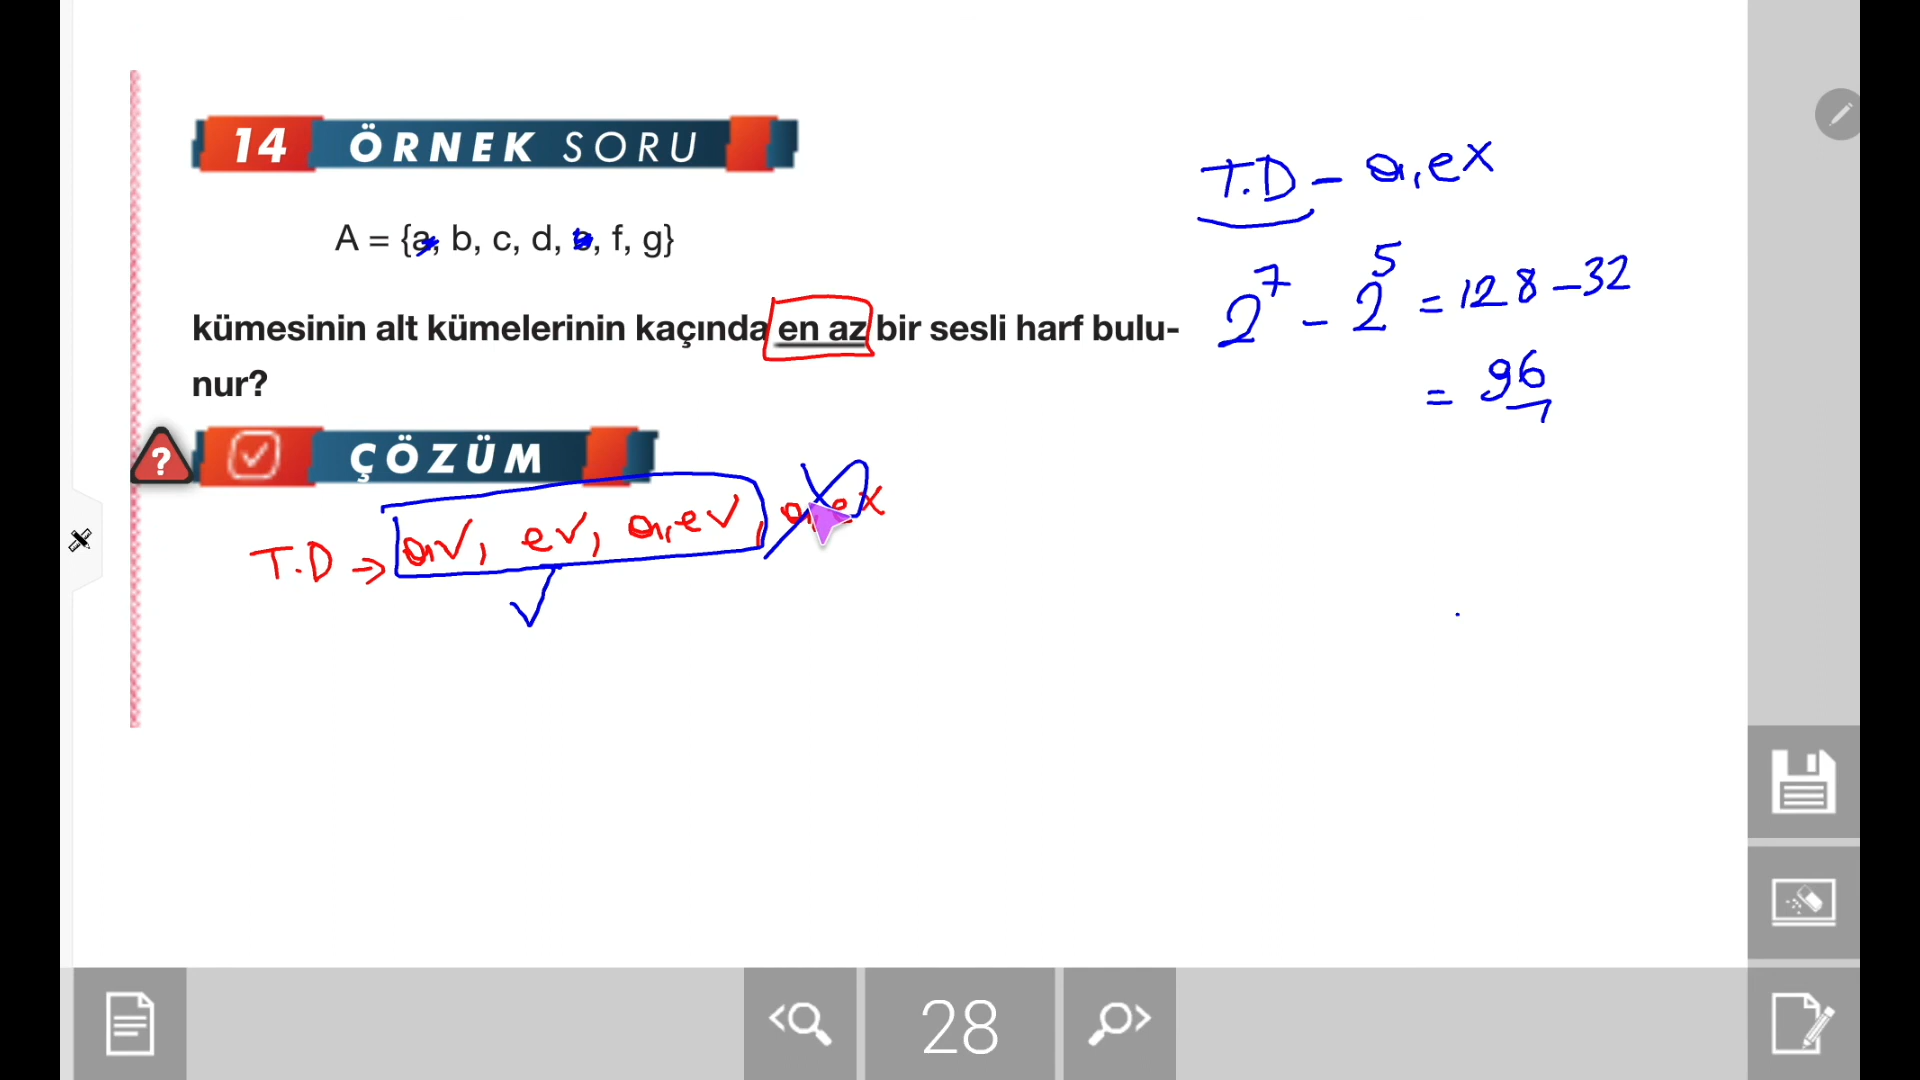 14 ÖRNEK SORU
A = {a, b, c, d, e, f, g}
kümesinin alt kümelerinin kaçında en az bir sesli harf bulu-
nur?
ÇÖZÜM
T.D → a✓, e✓, a,e✓, a,e x
✓
T.D - a,e x
2⁷ - 2⁵ = 128 - 32
= 96
28